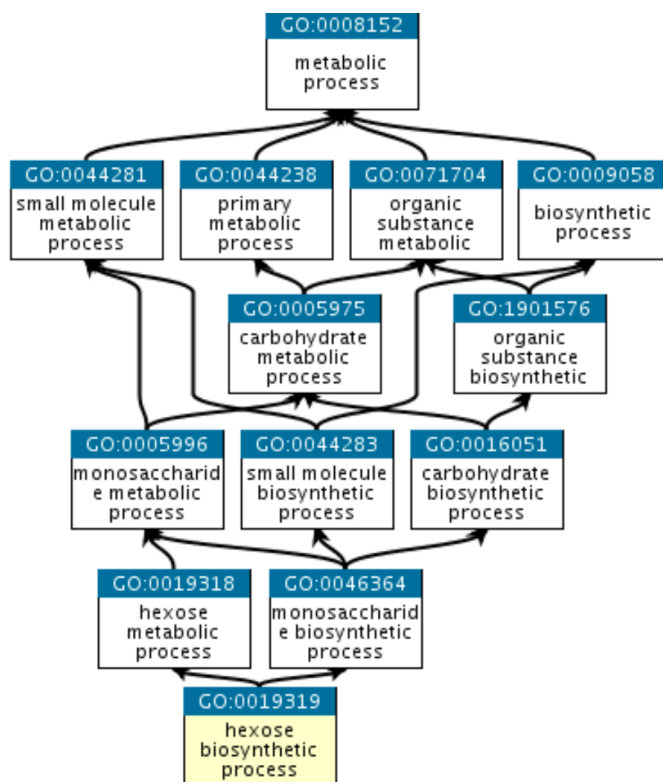 GO:0008152
metabolic
process
GO:0044281
small molecule
metabolic
process
GO:0044238
primary
metabolic
process
GO:0071704
organic
substance
metabolic
GO:0009058
biosynthetic
process
GO:0005975
carbohydrate
metabolic
process
GO:1901576
organic
substance
biosynthetic
GO:0005996
monosaccharid
e metabolic
process
GO:0044283
small molecule
biosynthetic
process
GO:0016051
carbohydrate
biosynthetic
process
GO:0019318
hexose
metabolic
process
GO:0046364
monosaccharid
e biosynthetic
process
GO:0019319
hexose
biosynthetic
process